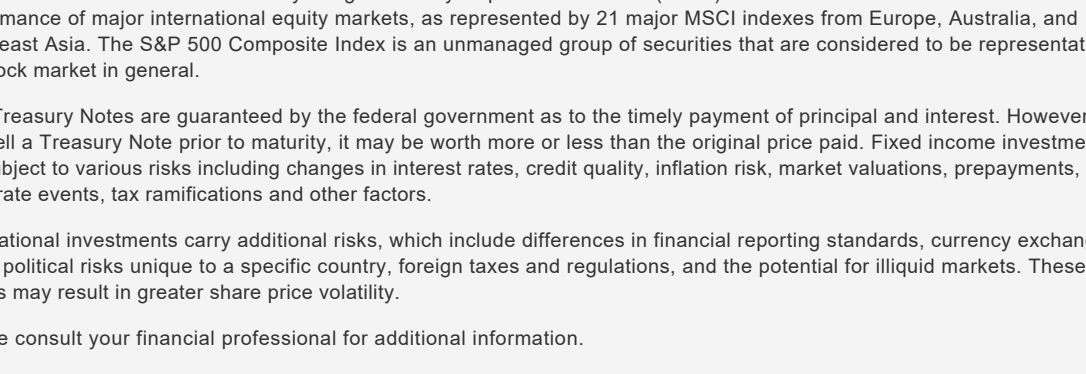 rmance of major international equity markets, as represented by 21 major MSCI indexes from Europe, Australia, and
east Asia. The S&P 500 Composite Index is an unmanaged group of securities that are considered to be representat
ock market in general.
Treasury Notes are guaranteed by the federal government as to the timely payment of principal and interest. However
ell a Treasury Note prior to maturity, it may be worth more or less than the original price paid. Fixed income investme
bject to various risks including changes in interest rates, credit quality, inflation risk, market valuations, prepayments,
rate events, tax ramifications and other factors.
ational investments carry additional risks, which include differences in financial reporting standards, currency exchan
political risks unique to a specific country, foreign taxes and regulations, and the potential for illiquid markets. These
s may result in greater share price volatility.
e consult your financial professional for additional information.